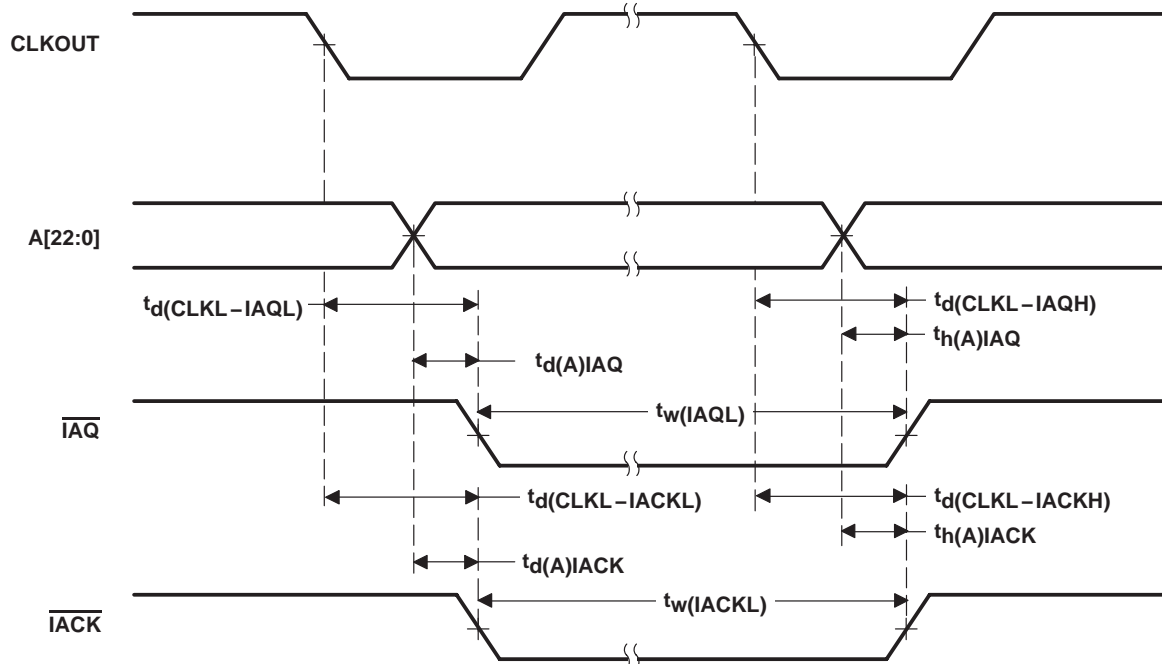 CLKOUT
A[22:0]
td(CLKL−IAQL)
td(CLKL−IAQH)
th(A)IAQ
td(A)IAQ
tw(IAQL)
IAQ
td(CLKL−IACKL)
td(CLKL−IACKH)
th(A)IACK
td(A)IACK
tw(IACKL)
IACK